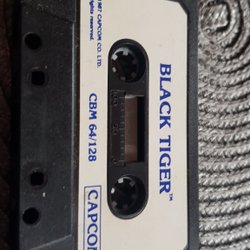 BLACK TIGER™
CBM 64/128
CAPCO
1987 CAPCOM CO. LTD.
rights reserved.